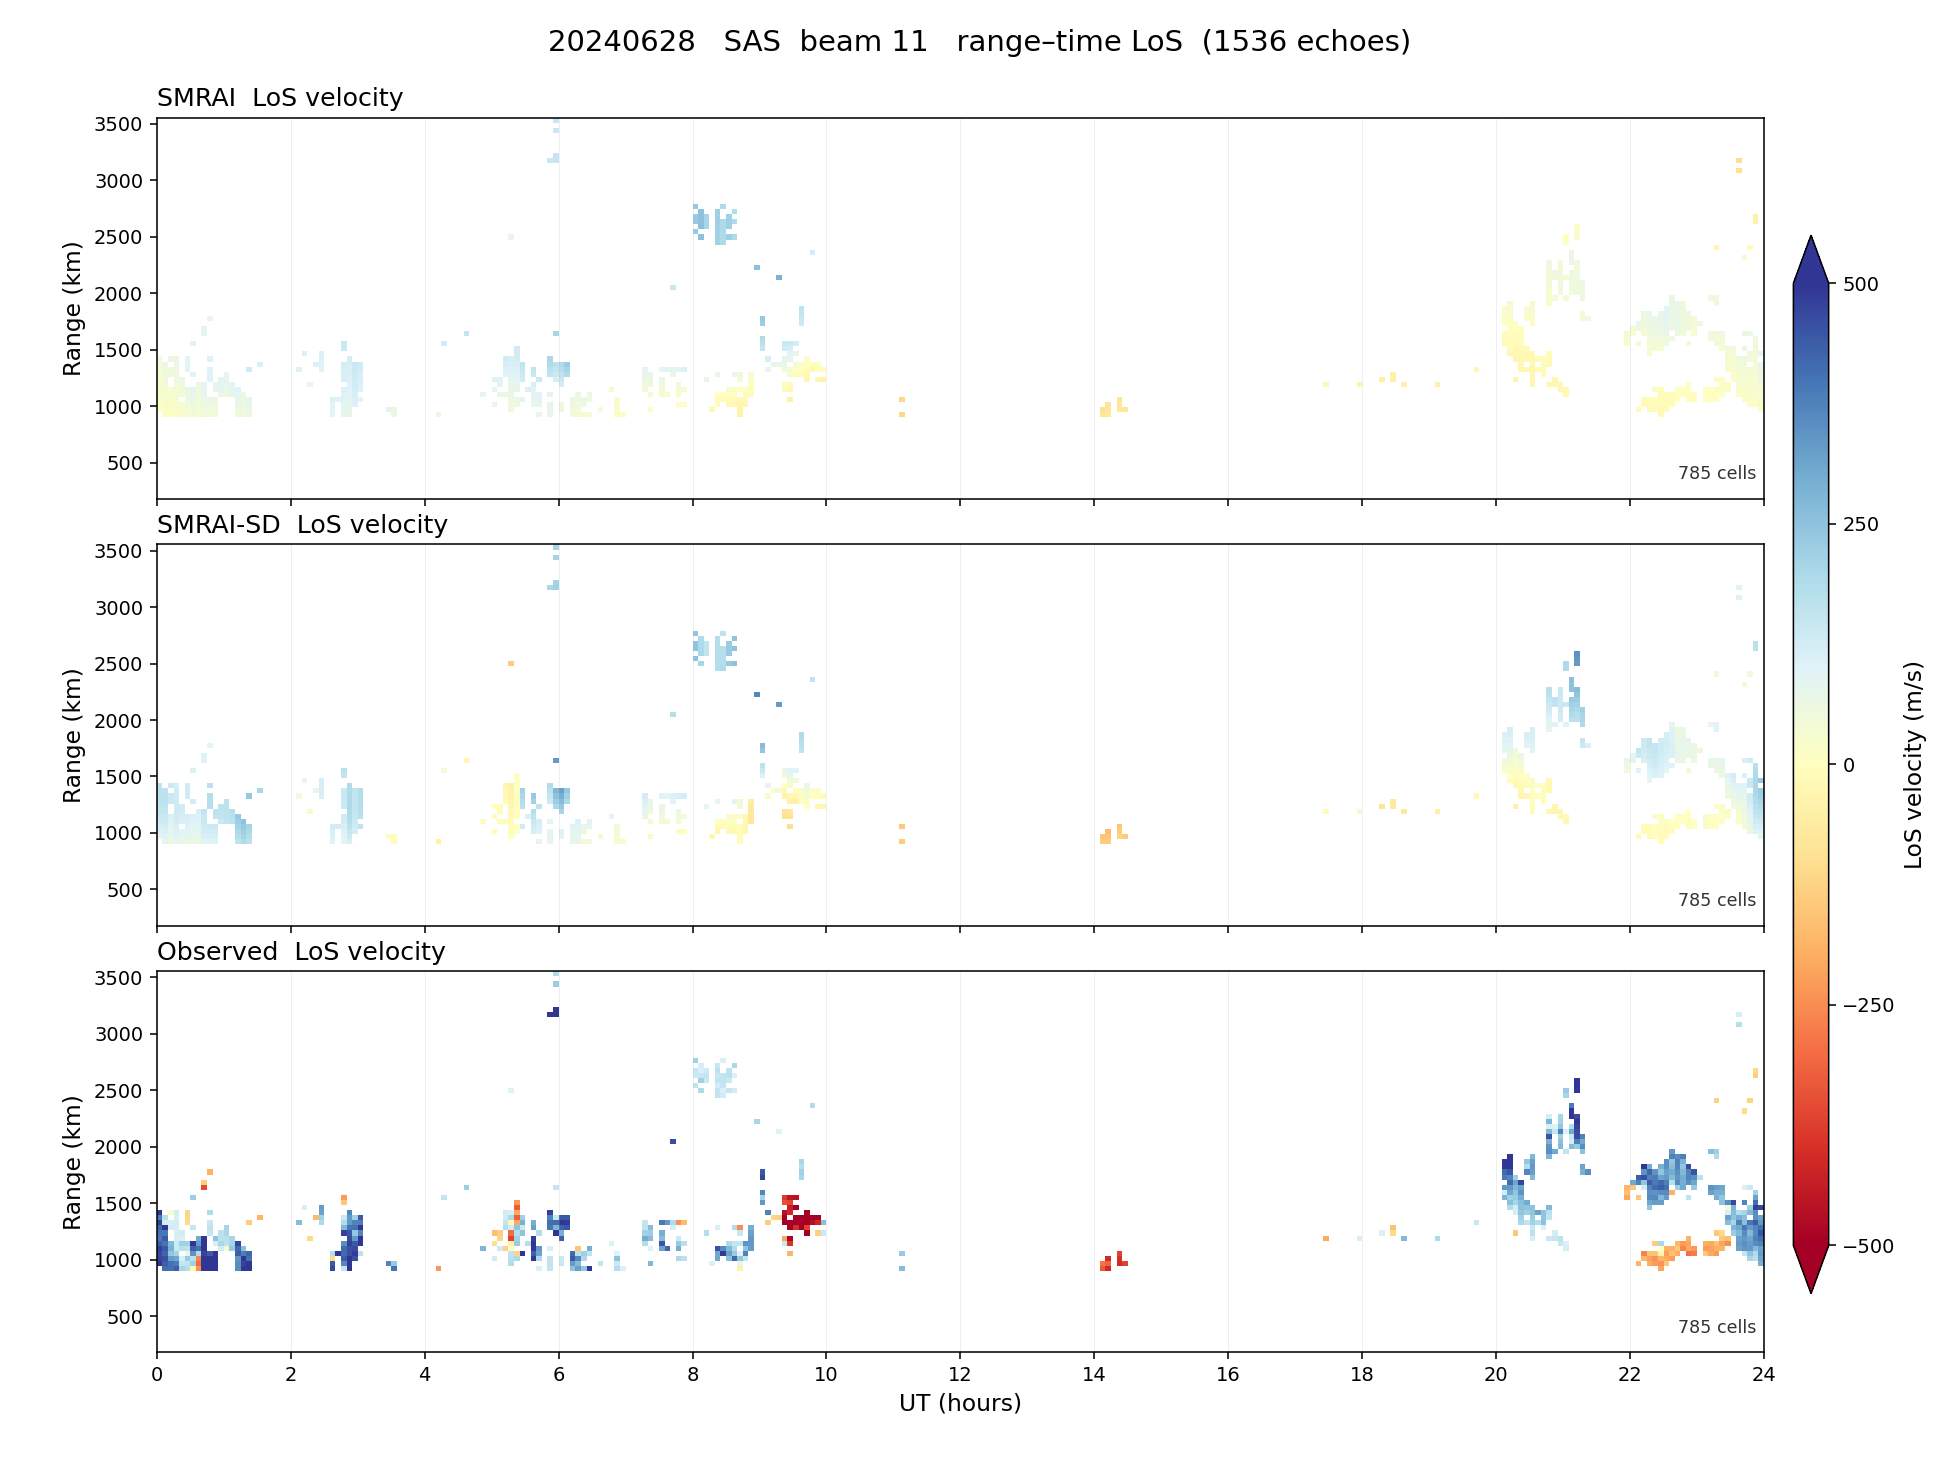 20240628   SAS  beam 11   range–time LoS  (1536 echoes)
SMRAI  LoS velocity
3500
3000
2500
2000
1500
1000
500
Range (km)
785 cells
SMRAI-SD  LoS velocity
3500
3000
2500
2000
1500
1000
500
Range (km)
785 cells
Observed  LoS velocity
3500
3000
2500
2000
1500
1000
500
Range (km)
785 cells
0 2 4 6 8 10 12 14 16 18 20 22 24
UT (hours)
500
250
0
−250
−500
LoS velocity (m/s)